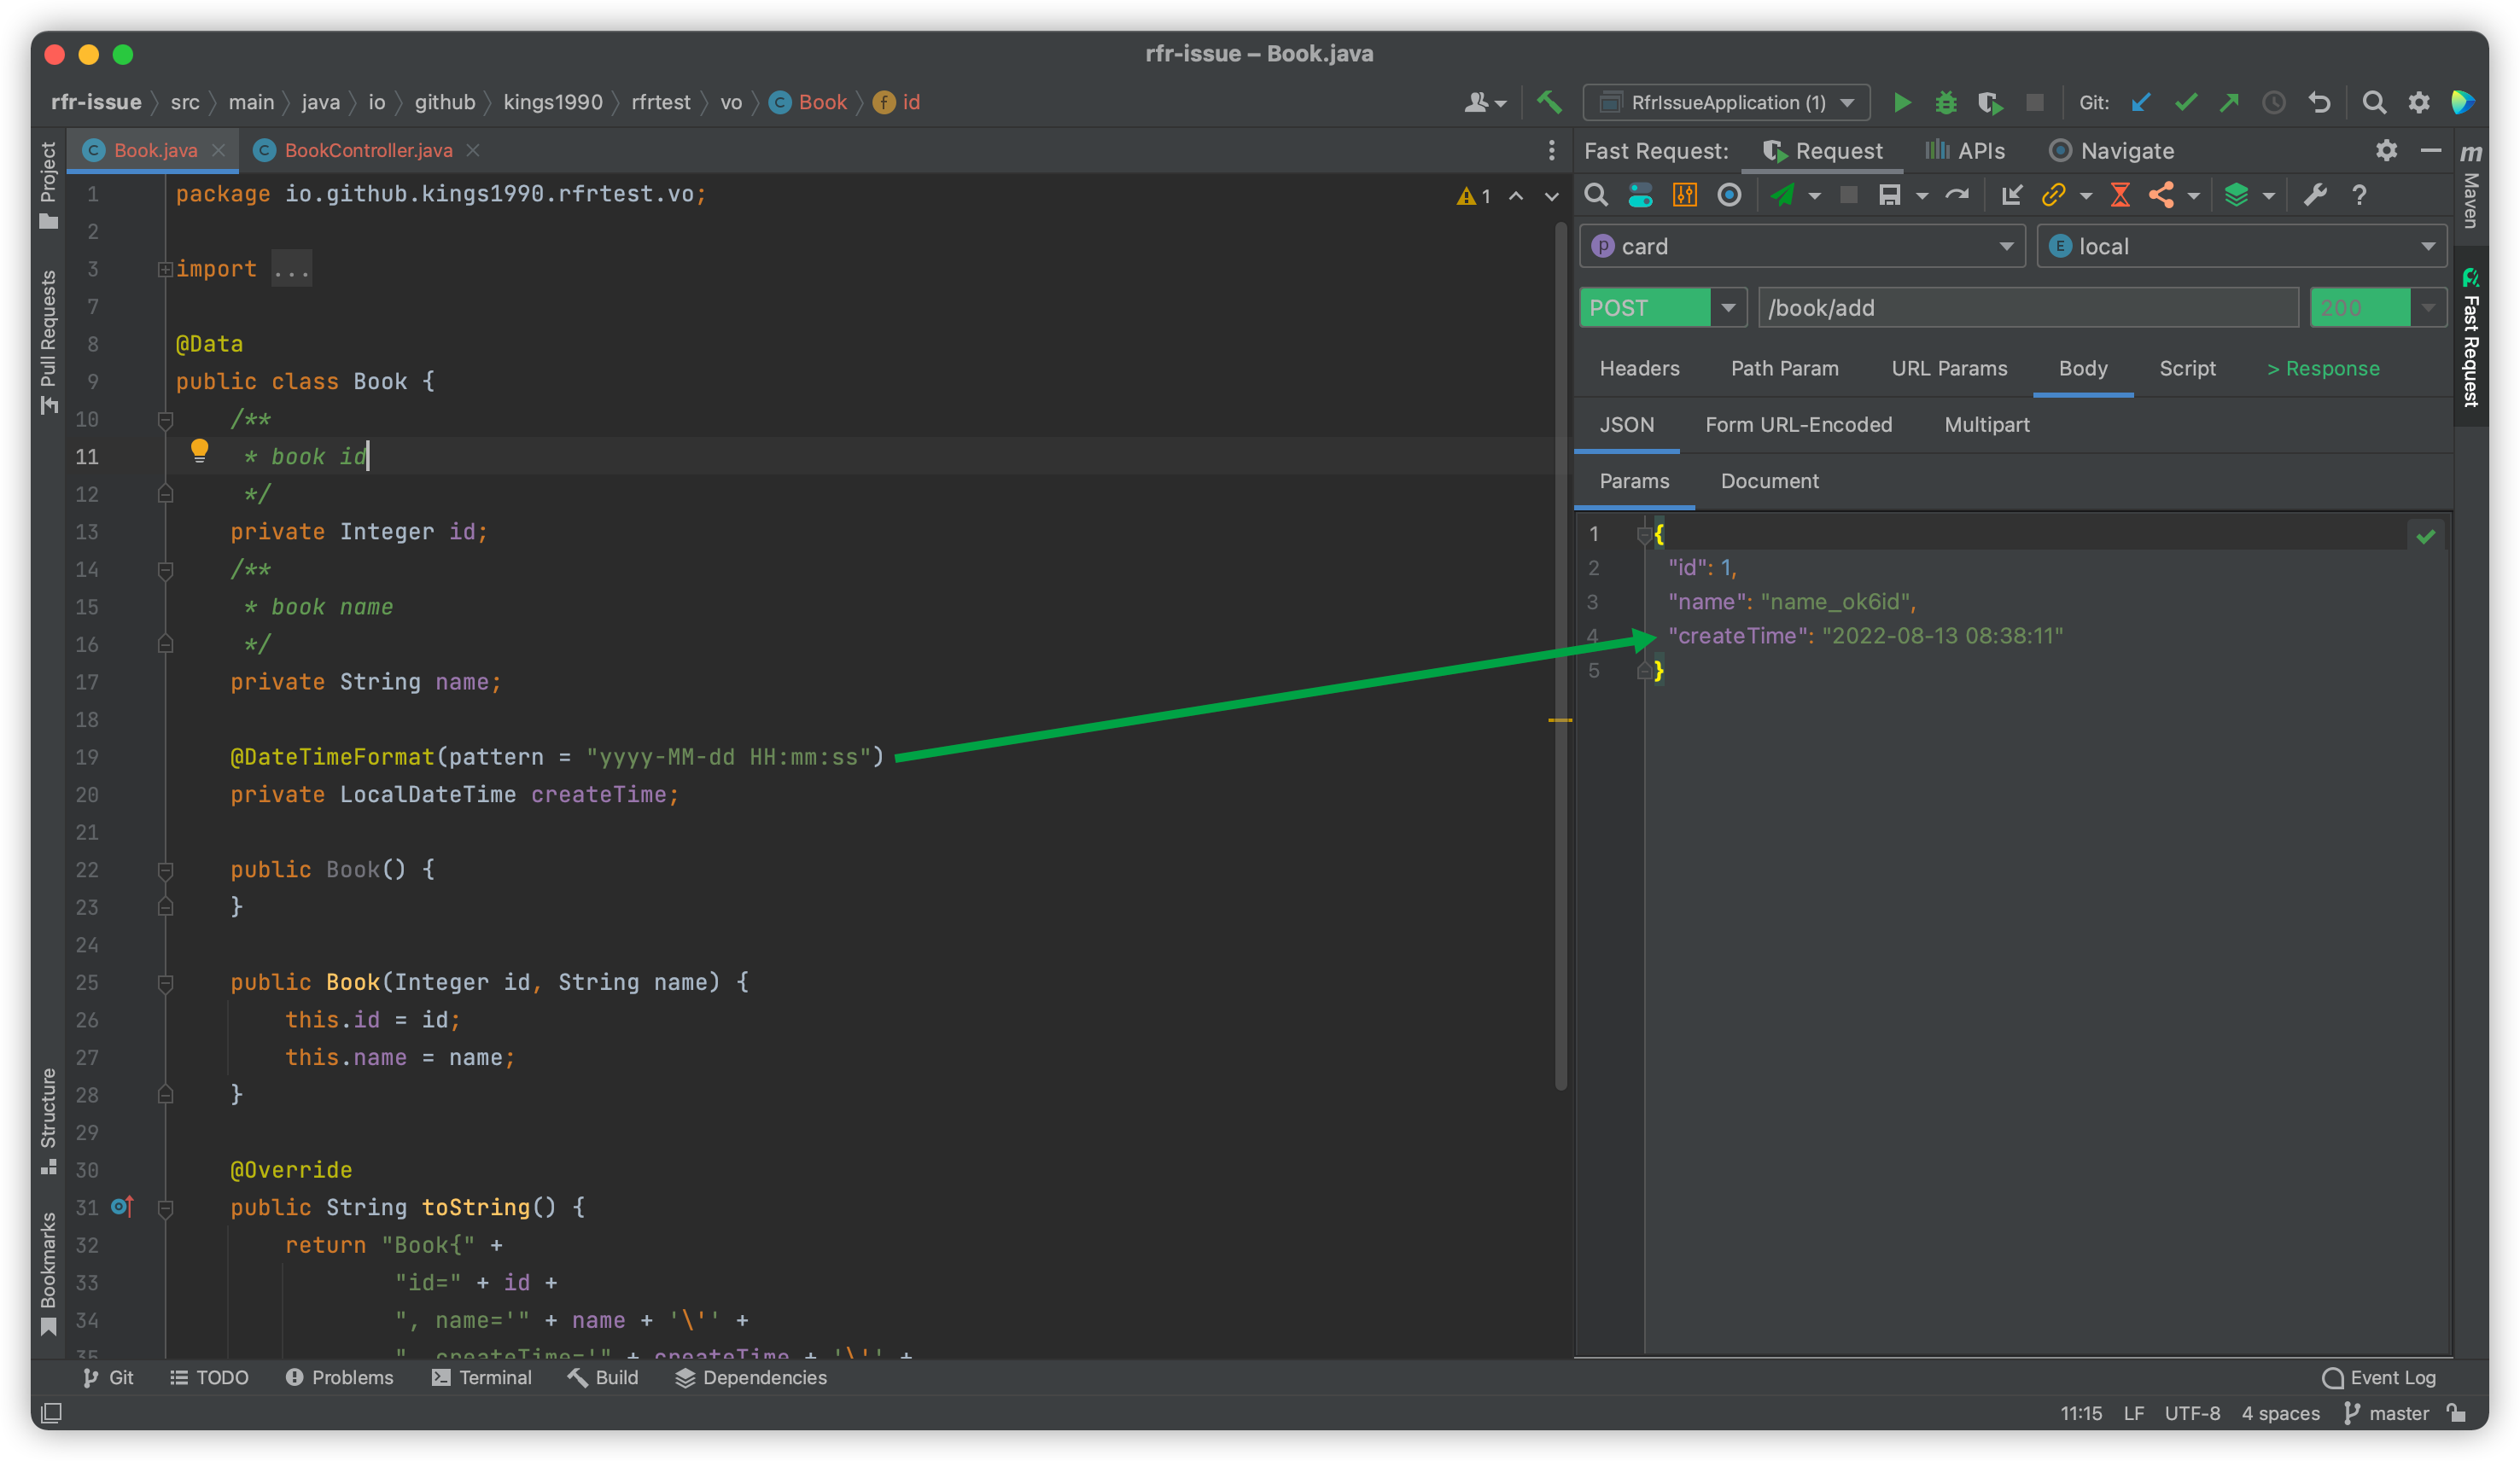 rfr-issue – Book.java
rfr-issue src main java io github kings1990 rfrtest vo Book id
RfrIssueApplication (1) Git:
Project
Pull Requests
Structure
Bookmarks
Book.java BookController.java
1 package io.github.kings1990.rfrtest.vo;
1
2
3 import ...
7
8 @Data
9 public class Book {
10 /**
11 * book id
12 */
13 private Integer id;
14 /**
15 * book name
16 */
17 private String name;
18
19 @DateTimeFormat(pattern = "yyyy-MM-dd HH:mm:ss")
20 private LocalDateTime createTime;
21
22 public Book() {
23 }
24
25 public Book(Integer id, String name) {
26 this.id = id;
27 this.name = name;
28 }
29
30 @Override
31 public String toString() {
32 return "Book{" +
33 "id=" + id +
34 ", name='" + name + '\'' +
35 ", createTime='" + createTime + '\'' +
Fast Request: Request APIs Navigate
card local
POST /book/add 200
Headers Path Param URL Params Body Script > Response
JSON Form URL-Encoded Multipart
Params Document
1 {
2 "id": 1,
3 "name": "name_ok6id",
4 "createTime": "2022-08-13 08:38:11"
5 }
m Maven
Fast Request
Git TODO Problems Terminal Build Dependencies Event Log
11:15 LF UTF-8 4 spaces master